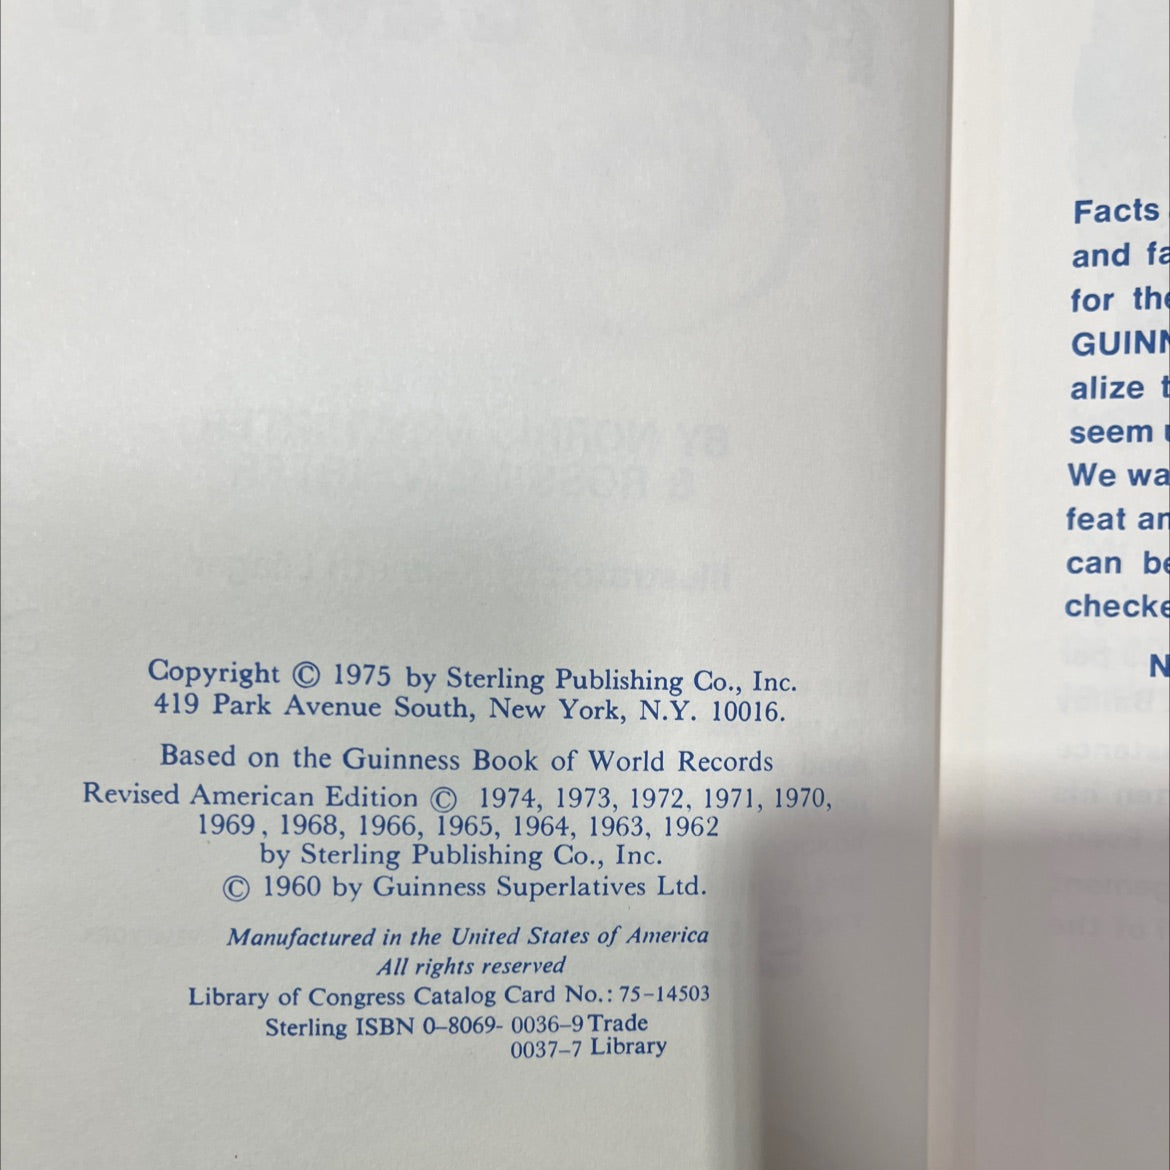 Copyright © 1975 by Sterling Publishing Co., Inc.
419 Park Avenue South, New York, N.Y. 10016.
Based on the Guinness Book of World Records
Revised American Edition © 1974, 1973, 1972, 1971, 1970,
1969, 1968, 1966, 1965, 1964, 1963, 1962
by Sterling Publishing Co., Inc.
© 1960 by Guinness Superlatives Ltd.
Manufactured in the United States of America
All rights reserved
Library of Congress Catalog Card No.: 75-14503
Sterling ISBN 0-8069- 0036-9 Trade
0037-7 Library
Facts
and fa
for the
GUINN
alize t
seem u
We wa
feat an
can be
checke
N